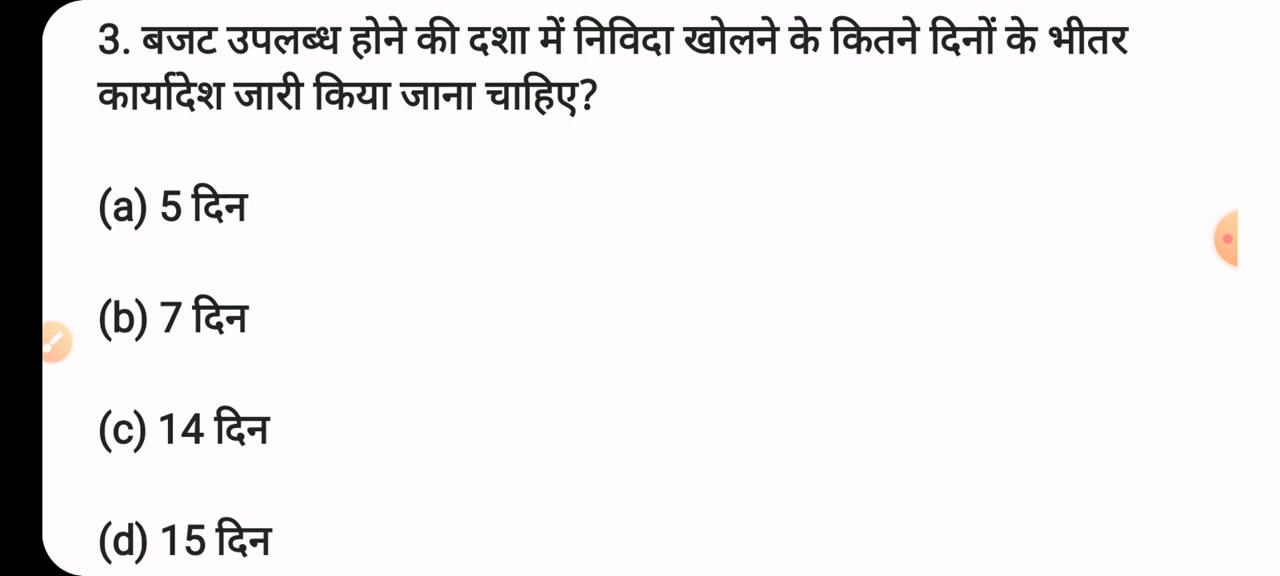 3. बजट उपलब्ध होने की दशा में निविदा खोलने के कितने दिनों के भीतर
कार्यादेश जारी किया जाना चाहिए?
(a) 5 दिन
(b) 7 दिन
(c) 14 दिन
(d) 15 दिन